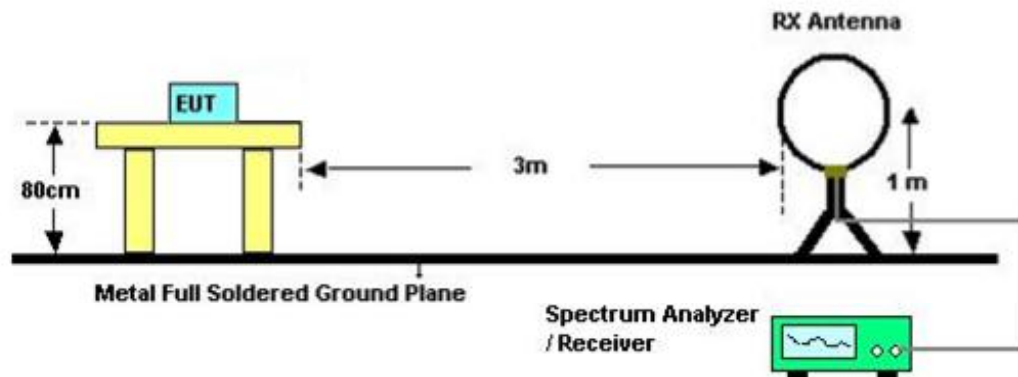 RX Antenna
EUT
80cm
3m
1 m
Metal Full Soldered Ground Plane
Spectrum Analyzer
/ Receiver